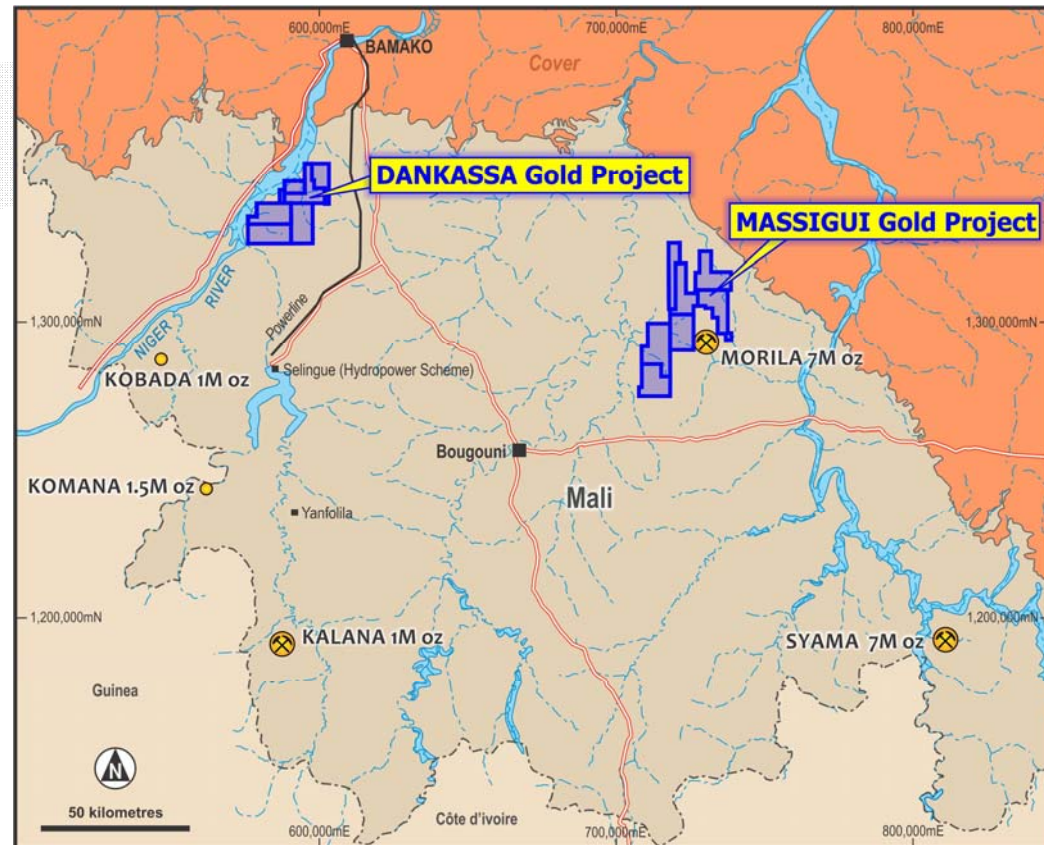 600,000mE
700,000mE
800,000mE
BAMAKO
Cover
DANKASSA Gold Project
MASSIGUI Gold Project
NIGER RIVER
Powerline
1,300,000mN
1,300,000mN
MORILA 7M oz
KOBADA 1M oz
Selingue (Hydropower Scheme)
Bougouni
KOMANA 1.5M oz
Mali
Yanfolila
1,200,000mN
1,200,000mN
KALANA 1M oz
SYAMA 7M oz
Guinea
N
50 kilometres
Côte d'ivoire
600,000mE
700,000mE
800,000mE